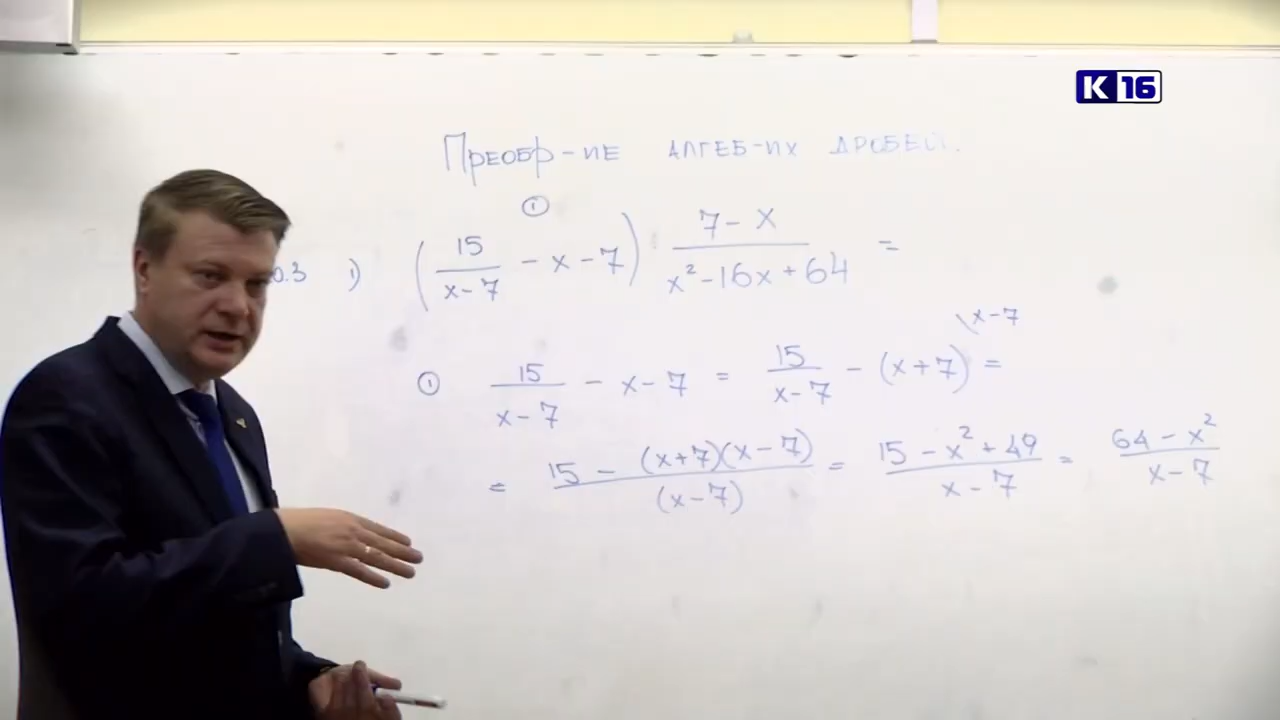 K 16
Преобр-ие алгеб-их дробей.
①
0.3 1) (15/(x-7) - x - 7) · (7-x)/(x²-16x+64) =
\x-7
① 15/(x-7) - x-7 = 15/(x-7) - (x+7) =
= (15 - (x+7)(x-7))/(x-7) = (15-x²+49)/(x-7) = (64-x²)/(x-7)